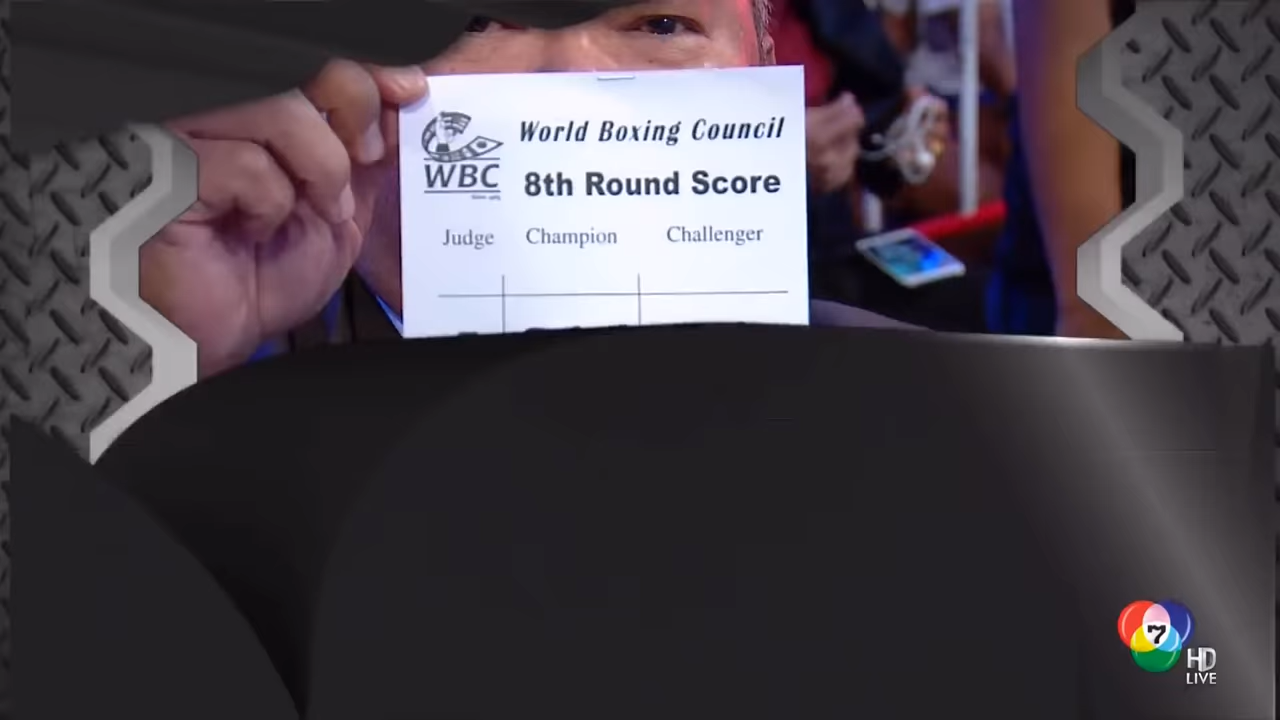 World Boxing Council
WBC
8th Round Score
Judge Champion Challenger
7
HD
LIVE